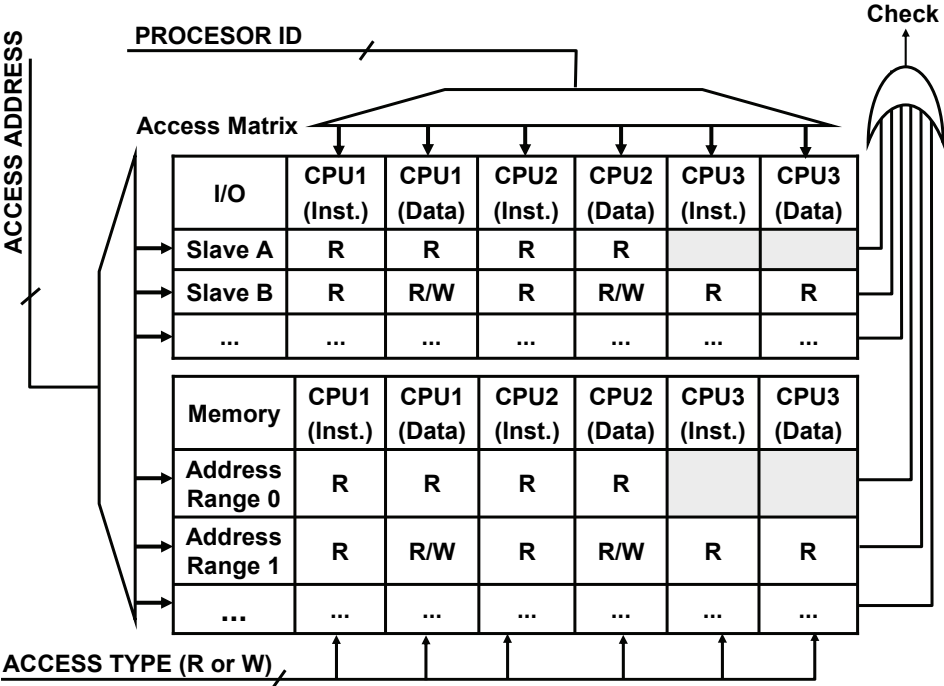 Check
PROCESOR ID
ACCESS ADDRESS
Access Matrix
I/O CPU1 (Inst.) CPU1 (Data) CPU2 (Inst.) CPU2 (Data) CPU3 (Inst.) CPU3 (Data)
Slave A R R R R
Slave B R R/W R R/W R R
... ... ... ... ... ... ...
Memory CPU1 (Inst.) CPU1 (Data) CPU2 (Inst.) CPU2 (Data) CPU3 (Inst.) CPU3 (Data)
Address Range 0 R R R R
Address Range 1 R R/W R R/W R R
... ... ... ... ... ... ...
ACCESS TYPE (R or W)